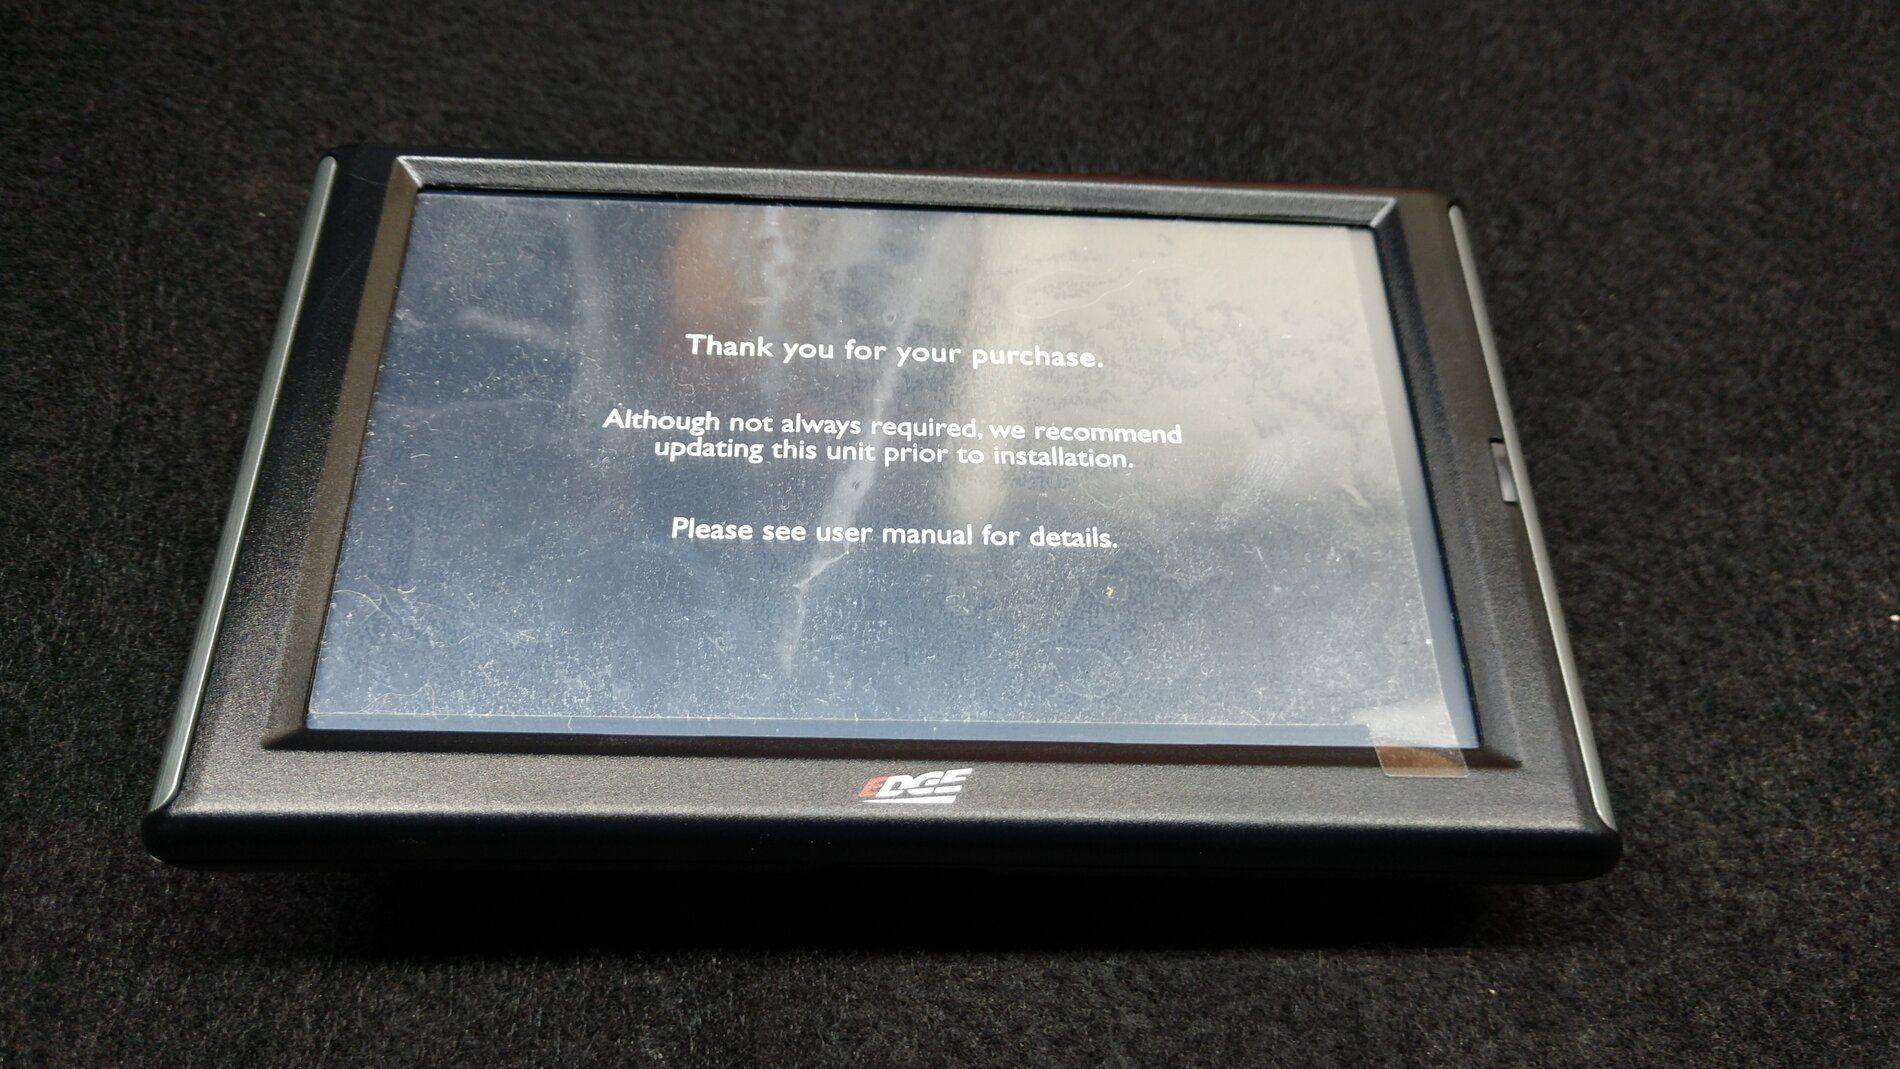 Thank you for your purchase.
Although not always required, we recommend
updating this unit prior to installation.
Please see user manual for details.
EDGE